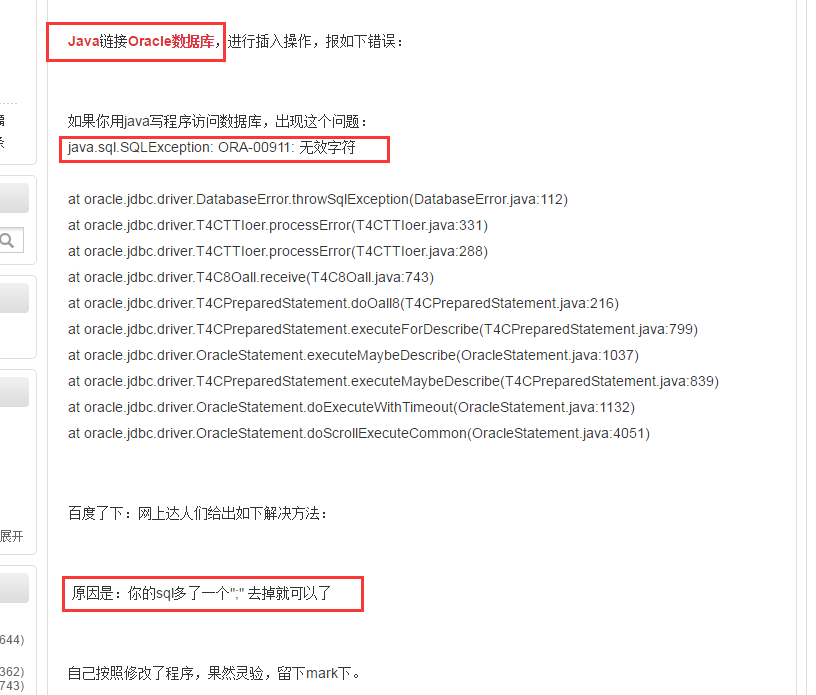 Java链接Oracle数据库，进行插入操作，报如下错误：
如果你用java写程序访问数据库，出现这个问题：
java.sql.SQLException: ORA-00911: 无效字符
at oracle.jdbc.driver.DatabaseError.throwSqlException(DatabaseError.java:112)
at oracle.jdbc.driver.T4CTTIoer.processError(T4CTTIoer.java:331)
at oracle.jdbc.driver.T4CTTIoer.processError(T4CTTIoer.java:288)
at oracle.jdbc.driver.T4C8Oall.receive(T4C8Oall.java:743)
at oracle.jdbc.driver.T4CPreparedStatement.doOall8(T4CPreparedStatement.java:216)
at oracle.jdbc.driver.T4CPreparedStatement.executeForDescribe(T4CPreparedStatement.java:799)
at oracle.jdbc.driver.OracleStatement.executeMaybeDescribe(OracleStatement.java:1037)
at oracle.jdbc.driver.T4CPreparedStatement.executeMaybeDescribe(T4CPreparedStatement.java:839)
at oracle.jdbc.driver.OracleStatement.doExecuteWithTimeout(OracleStatement.java:1132)
at oracle.jdbc.driver.OracleStatement.doScrollExecuteCommon(OracleStatement.java:4051)
百度了下：网上达人们给出如下解决方法：
展开
原因是：你的sql多了一个";" 去掉就可以了
644)
自己按照修改了程序，果然灵验，留下mark下。
362)
743)